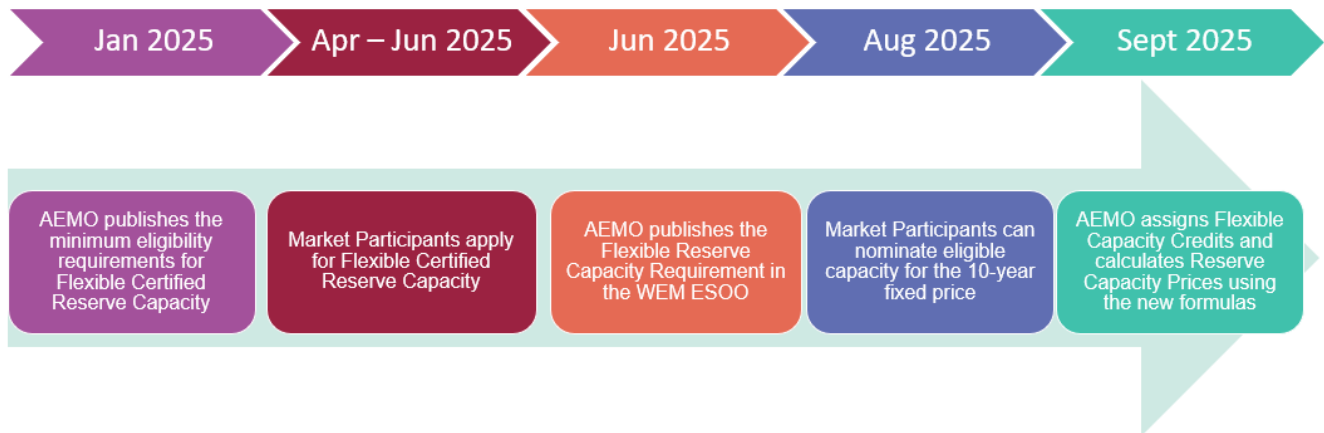 Jan 2025
Apr – Jun 2025
Jun 2025
Aug 2025
Sept 2025
AEMO publishes the
minimum eligibility
requirements for
Flexible Certified
Reserve Capacity
Market Participants apply
for Flexible Certified
Reserve Capacity
AEMO publishes the
Flexible Reserve
Capacity Requirement in
the WEM ESOO
Market Participants can
nominate eligible
capacity for the 10-year
fixed price
AEMO assigns Flexible
Capacity Credits and
calculates Reserve
Capacity Prices using
the new formulas